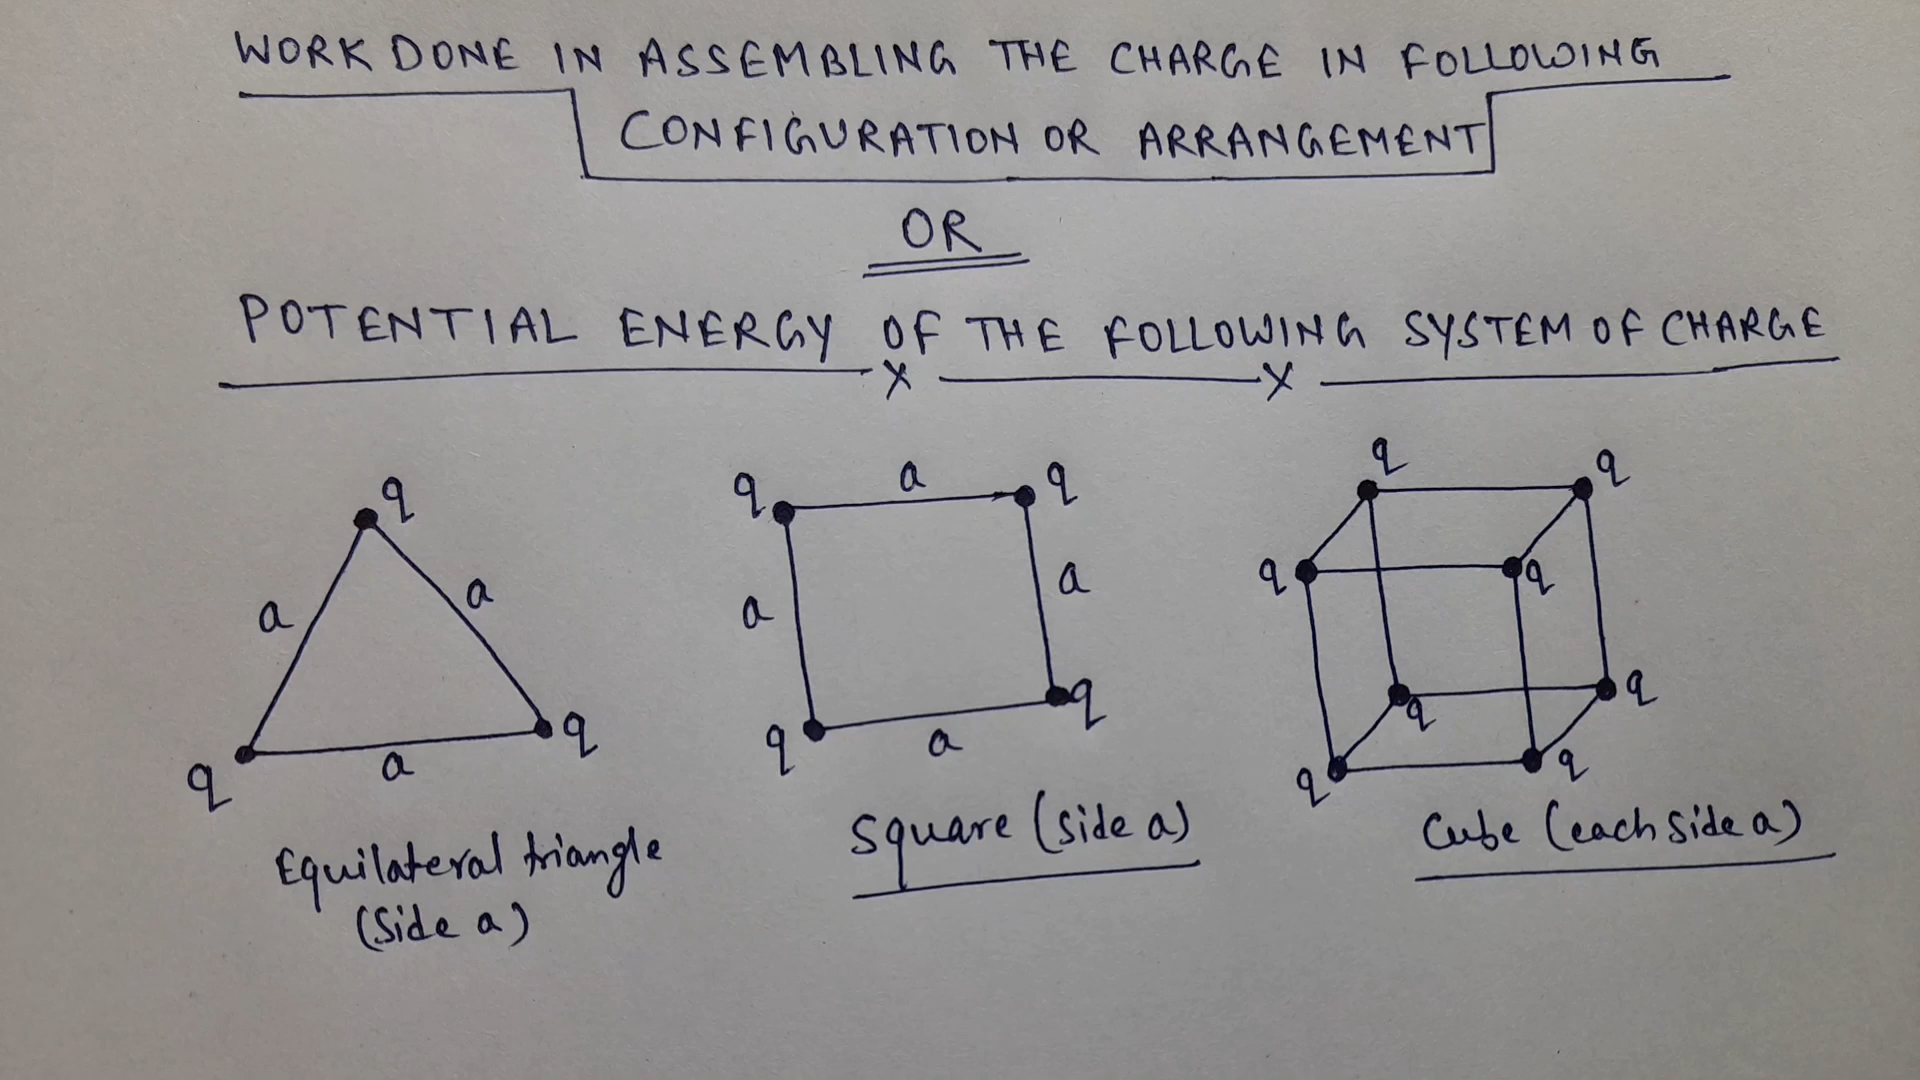 WORK DONE IN ASSEMBLING THE CHARGE IN FOLLOWING
CONFIGURATION OR ARRANGEMENT
OR
POTENTIAL ENERGY OF THE FOLLOWING SYSTEM OF CHARGE
x x
q
a a
q a q
Equilateral triangle
(Side a)
q a q
a a
q a q
Square (side a)
q q
q q
q q
q q
Cube (each side a)